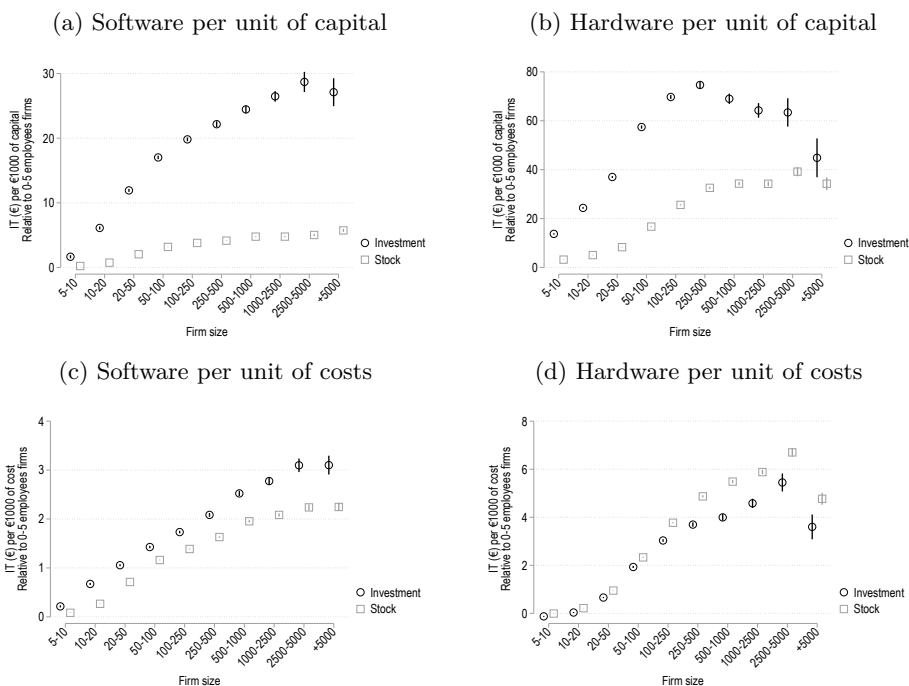 (a) Software per unit of capital
IT (€) per €1000 of capital
Relative to 0-5 employees firms
30
20
10
0
5-10
10-20
20-50
50-100
100-250
250-500
500-1000
1000-2500
2500-5000
+5000
Firm size
Investment
Stock
(b) Hardware per unit of capital
IT (€) per €1000 of capital
Relative to 0-5 employees firms
80
60
40
20
0
5-10
10-20
20-50
50-100
100-250
250-500
500-1000
1000-2500
2500-5000
+5000
Firm size
Investment
Stock
(c) Software per unit of costs
IT (€) per €1000 of cost
Relative to 0-5 employees firms
4
3
2
1
0
5-10
10-20
20-50
50-100
100-250
250-500
500-1000
1000-2500
2500-5000
+5000
Firm size
Investment
Stock
(d) Hardware per unit of costs
IT (€) per €1000 of cost
Relative to 0-5 employees firms
8
6
4
2
0
5-10
10-20
20-50
50-100
100-250
250-500
500-1000
1000-2500
2500-5000
+5000
Firm size
Investment
Stock